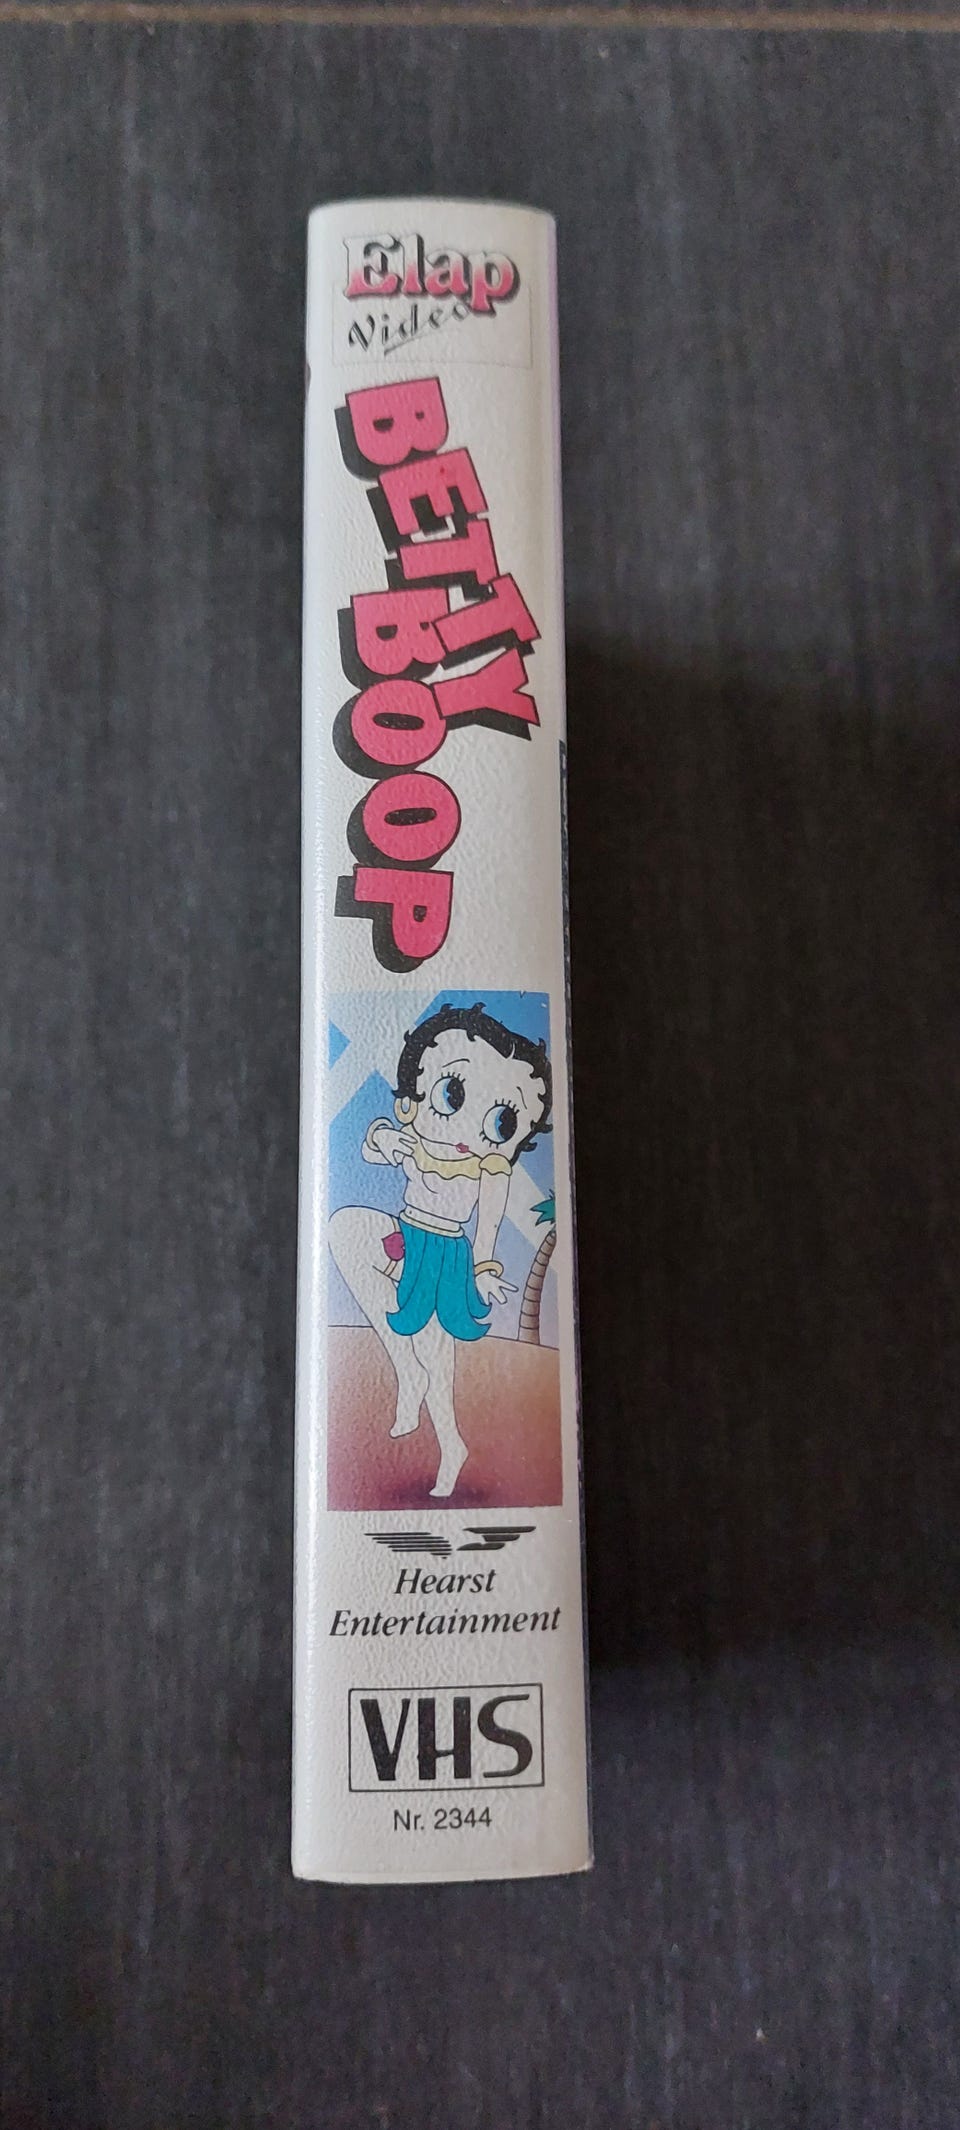 Elap
Video
BETTY
BOOP
Hearst
Entertainment
VHS
Nr. 2344